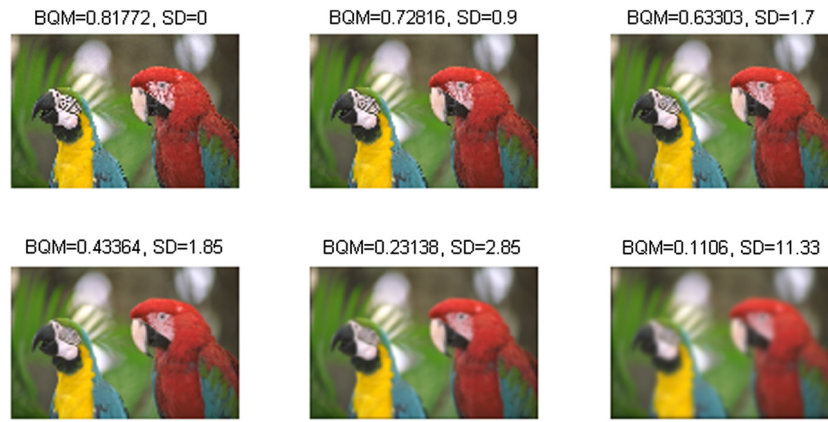 BQM=0.81772, SD=0
BQM=0.72816, SD=0.9
BQM=0.63303, SD=1.7
BQM=0.43364, SD=1.85
BQM=0.23138, SD=2.85
BQM=0.1106, SD=11.33